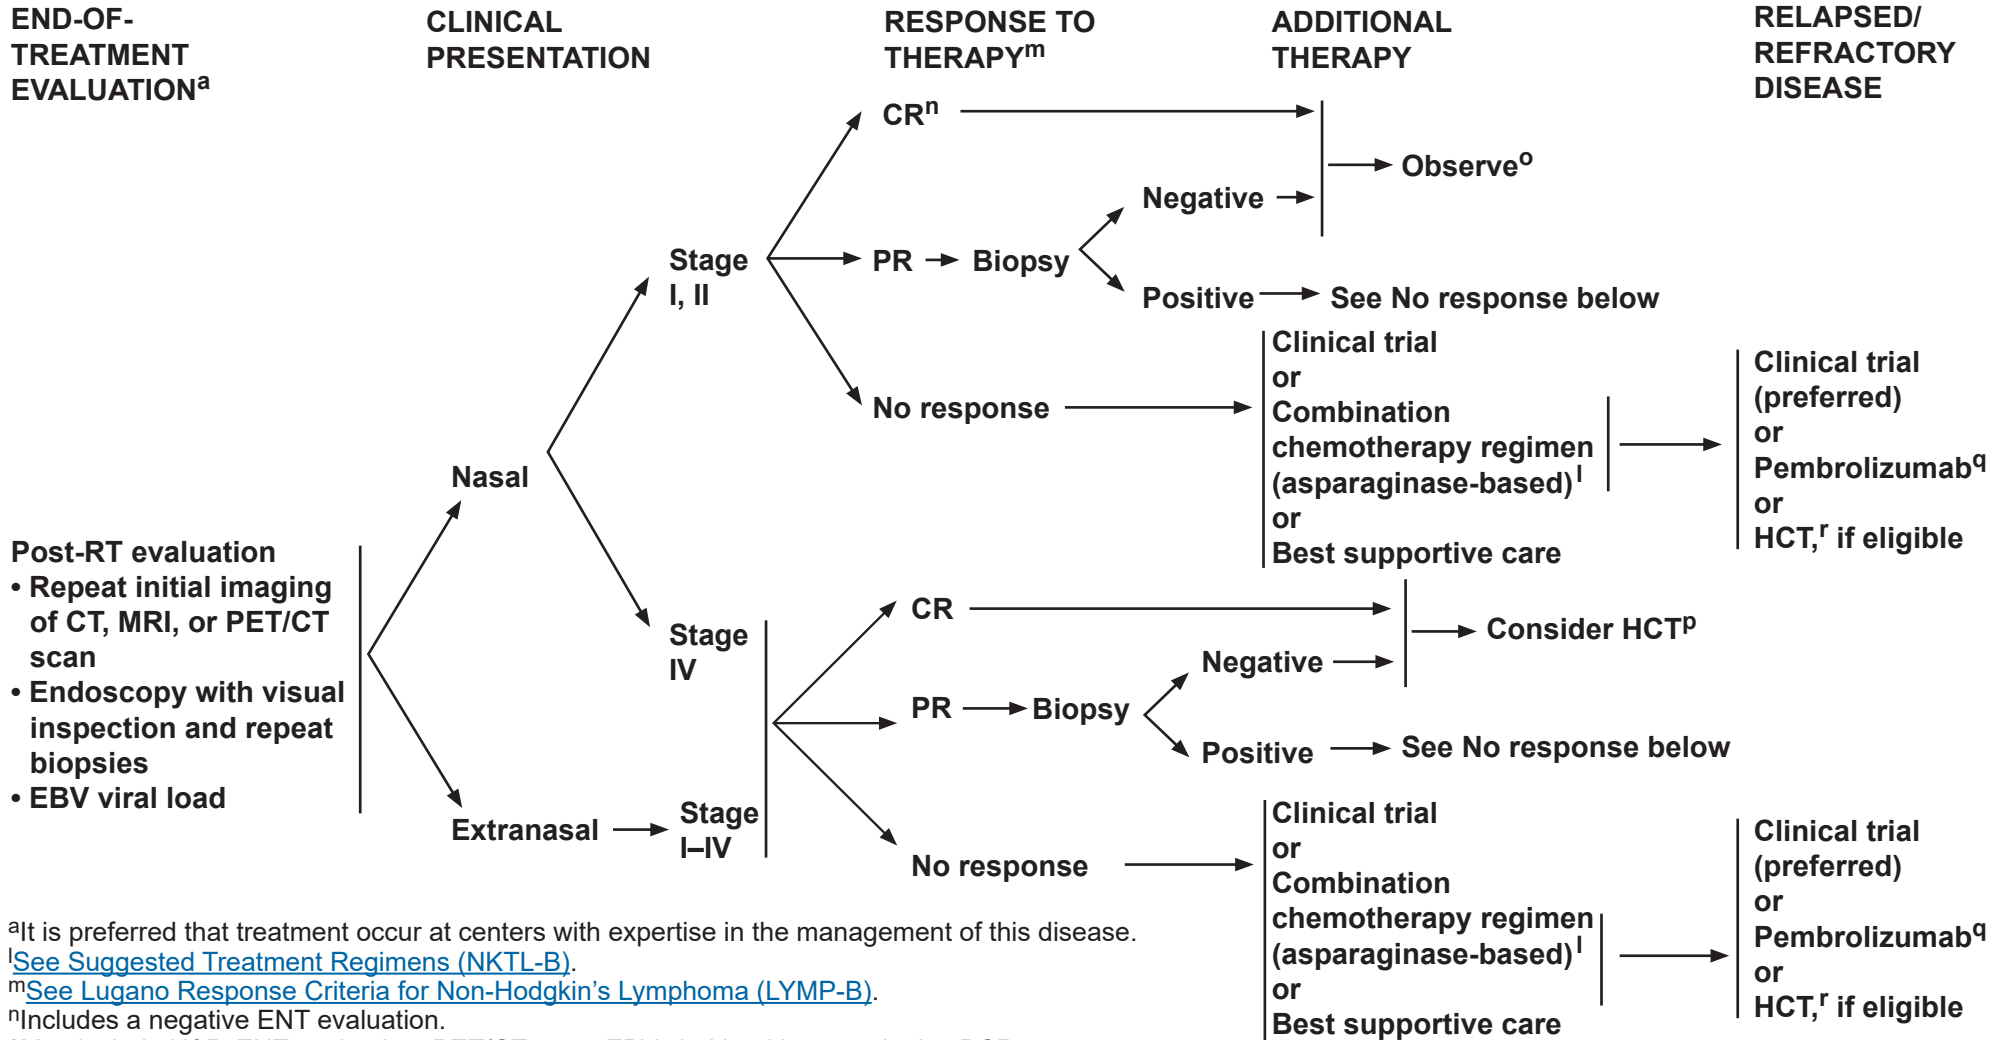 END-OF-
TREATMENT
EVALUATIONa
CLINICAL
PRESENTATION
RESPONSE TO
THERAPYm
ADDITIONAL
THERAPY
RELAPSED/
REFRACTORY
DISEASE
Post-RT evaluation
• Repeat initial imaging
of CT, MRI, or PET/CT
scan
• Endoscopy with visual
inspection and repeat
biopsies
• EBV viral load
Nasal
Stage
I, II
CRn
Observeo
PR
Biopsy
Negative
Positive
See No response below
No response
Clinical trial
or
Combination
chemotherapy regimen
(asparaginase-based)l
or
Best supportive care
Clinical trial
(preferred)
or
Pembrolizumabq
or
HCT,r if eligible
Stage
IV
Extranasal
Stage
I–IV
CR
Consider HCTp
PR
Biopsy
Negative
Positive
See No response below
No response
Clinical trial
or
Combination
chemotherapy regimen
(asparaginase-based)l
or
Best supportive care
Clinical trial
(preferred)
or
Pembrolizumabq
or
HCT,r if eligible
aIt is preferred that treatment occur at centers with expertise in the management of this disease.
lSee Suggested Treatment Regimens (NKTL-B).
mSee Lugano Response Criteria for Non-Hodgkin's Lymphoma (LYMP-B).
nIncludes a negative ENT evaluation.